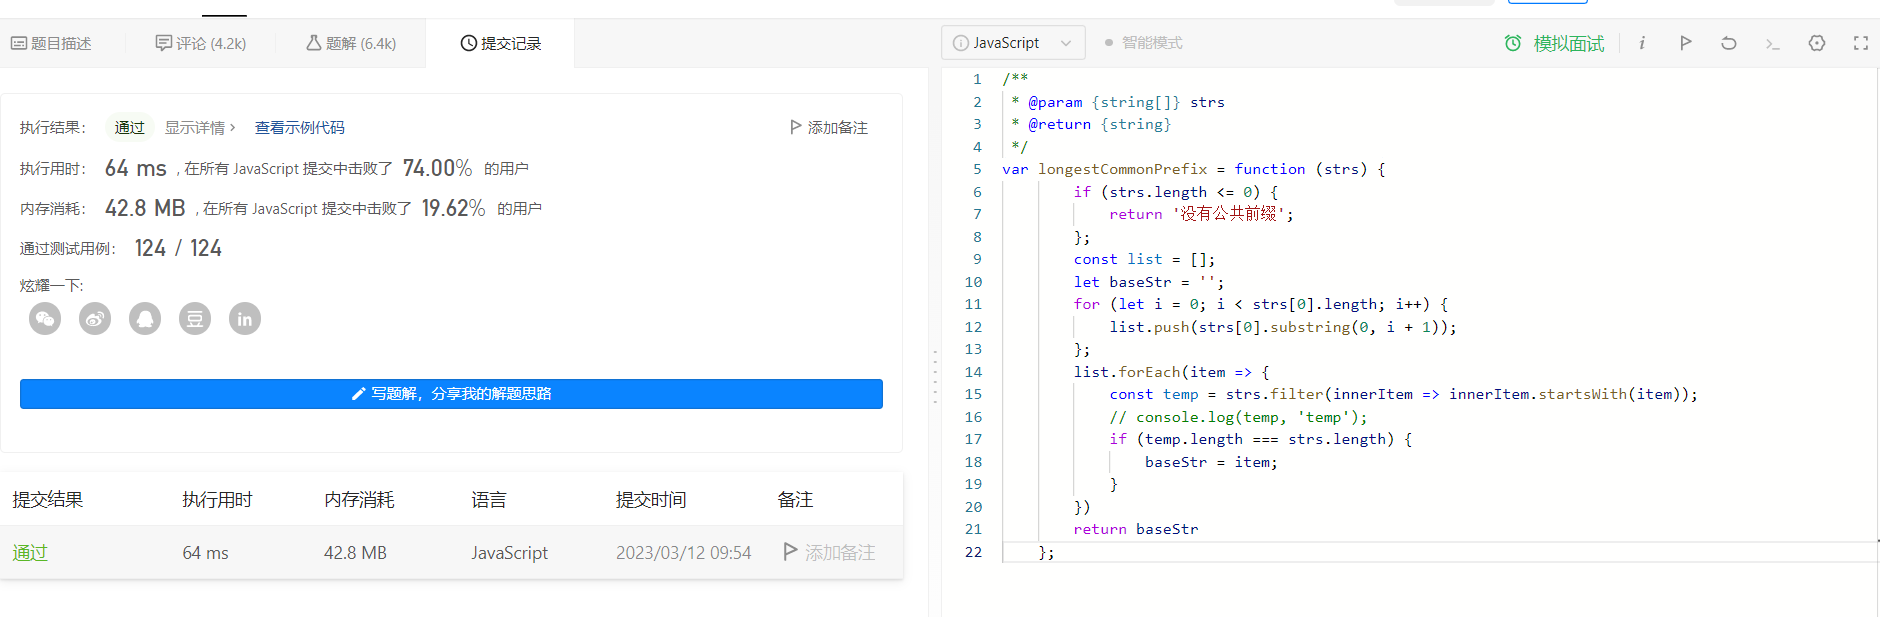 题目描述
评论 (4.2k)
题解 (6.4k)
提交记录
执行结果：
通过
显示详情 ›
查看示例代码
添加备注
执行用时：
64 ms
, 在所有 JavaScript 提交中击败了
74.00%
的用户
内存消耗：
42.8 MB
, 在所有 JavaScript 提交中击败了
19.62%
的用户
通过测试用例：
124 / 124
炫耀一下:
豆
in
写题解，分享我的解题思路
提交结果
执行用时
内存消耗
语言
提交时间
备注
通过
64 ms
42.8 MB
JavaScript
2023/03/12 09:54
添加备注
JavaScript
智能模式
模拟面试
1 /**
2  * @param {string[]} strs
3  * @return {string}
4  */
5 var longestCommonPrefix = function (strs) {
6         if (strs.length <= 0) {
7             return '没有公共前缀';
8         };
9         const list = [];
10         let baseStr = '';
11         for (let i = 0; i < strs[0].length; i++) {
12             list.push(strs[0].substring(0, i + 1));
13         };
14         list.forEach(item => {
15             const temp = strs.filter(innerItem => innerItem.startsWith(item));
16             // console.log(temp, 'temp');
17             if (temp.length === strs.length) {
18                 baseStr = item;
19             }
20         })
21         return baseStr
22     };